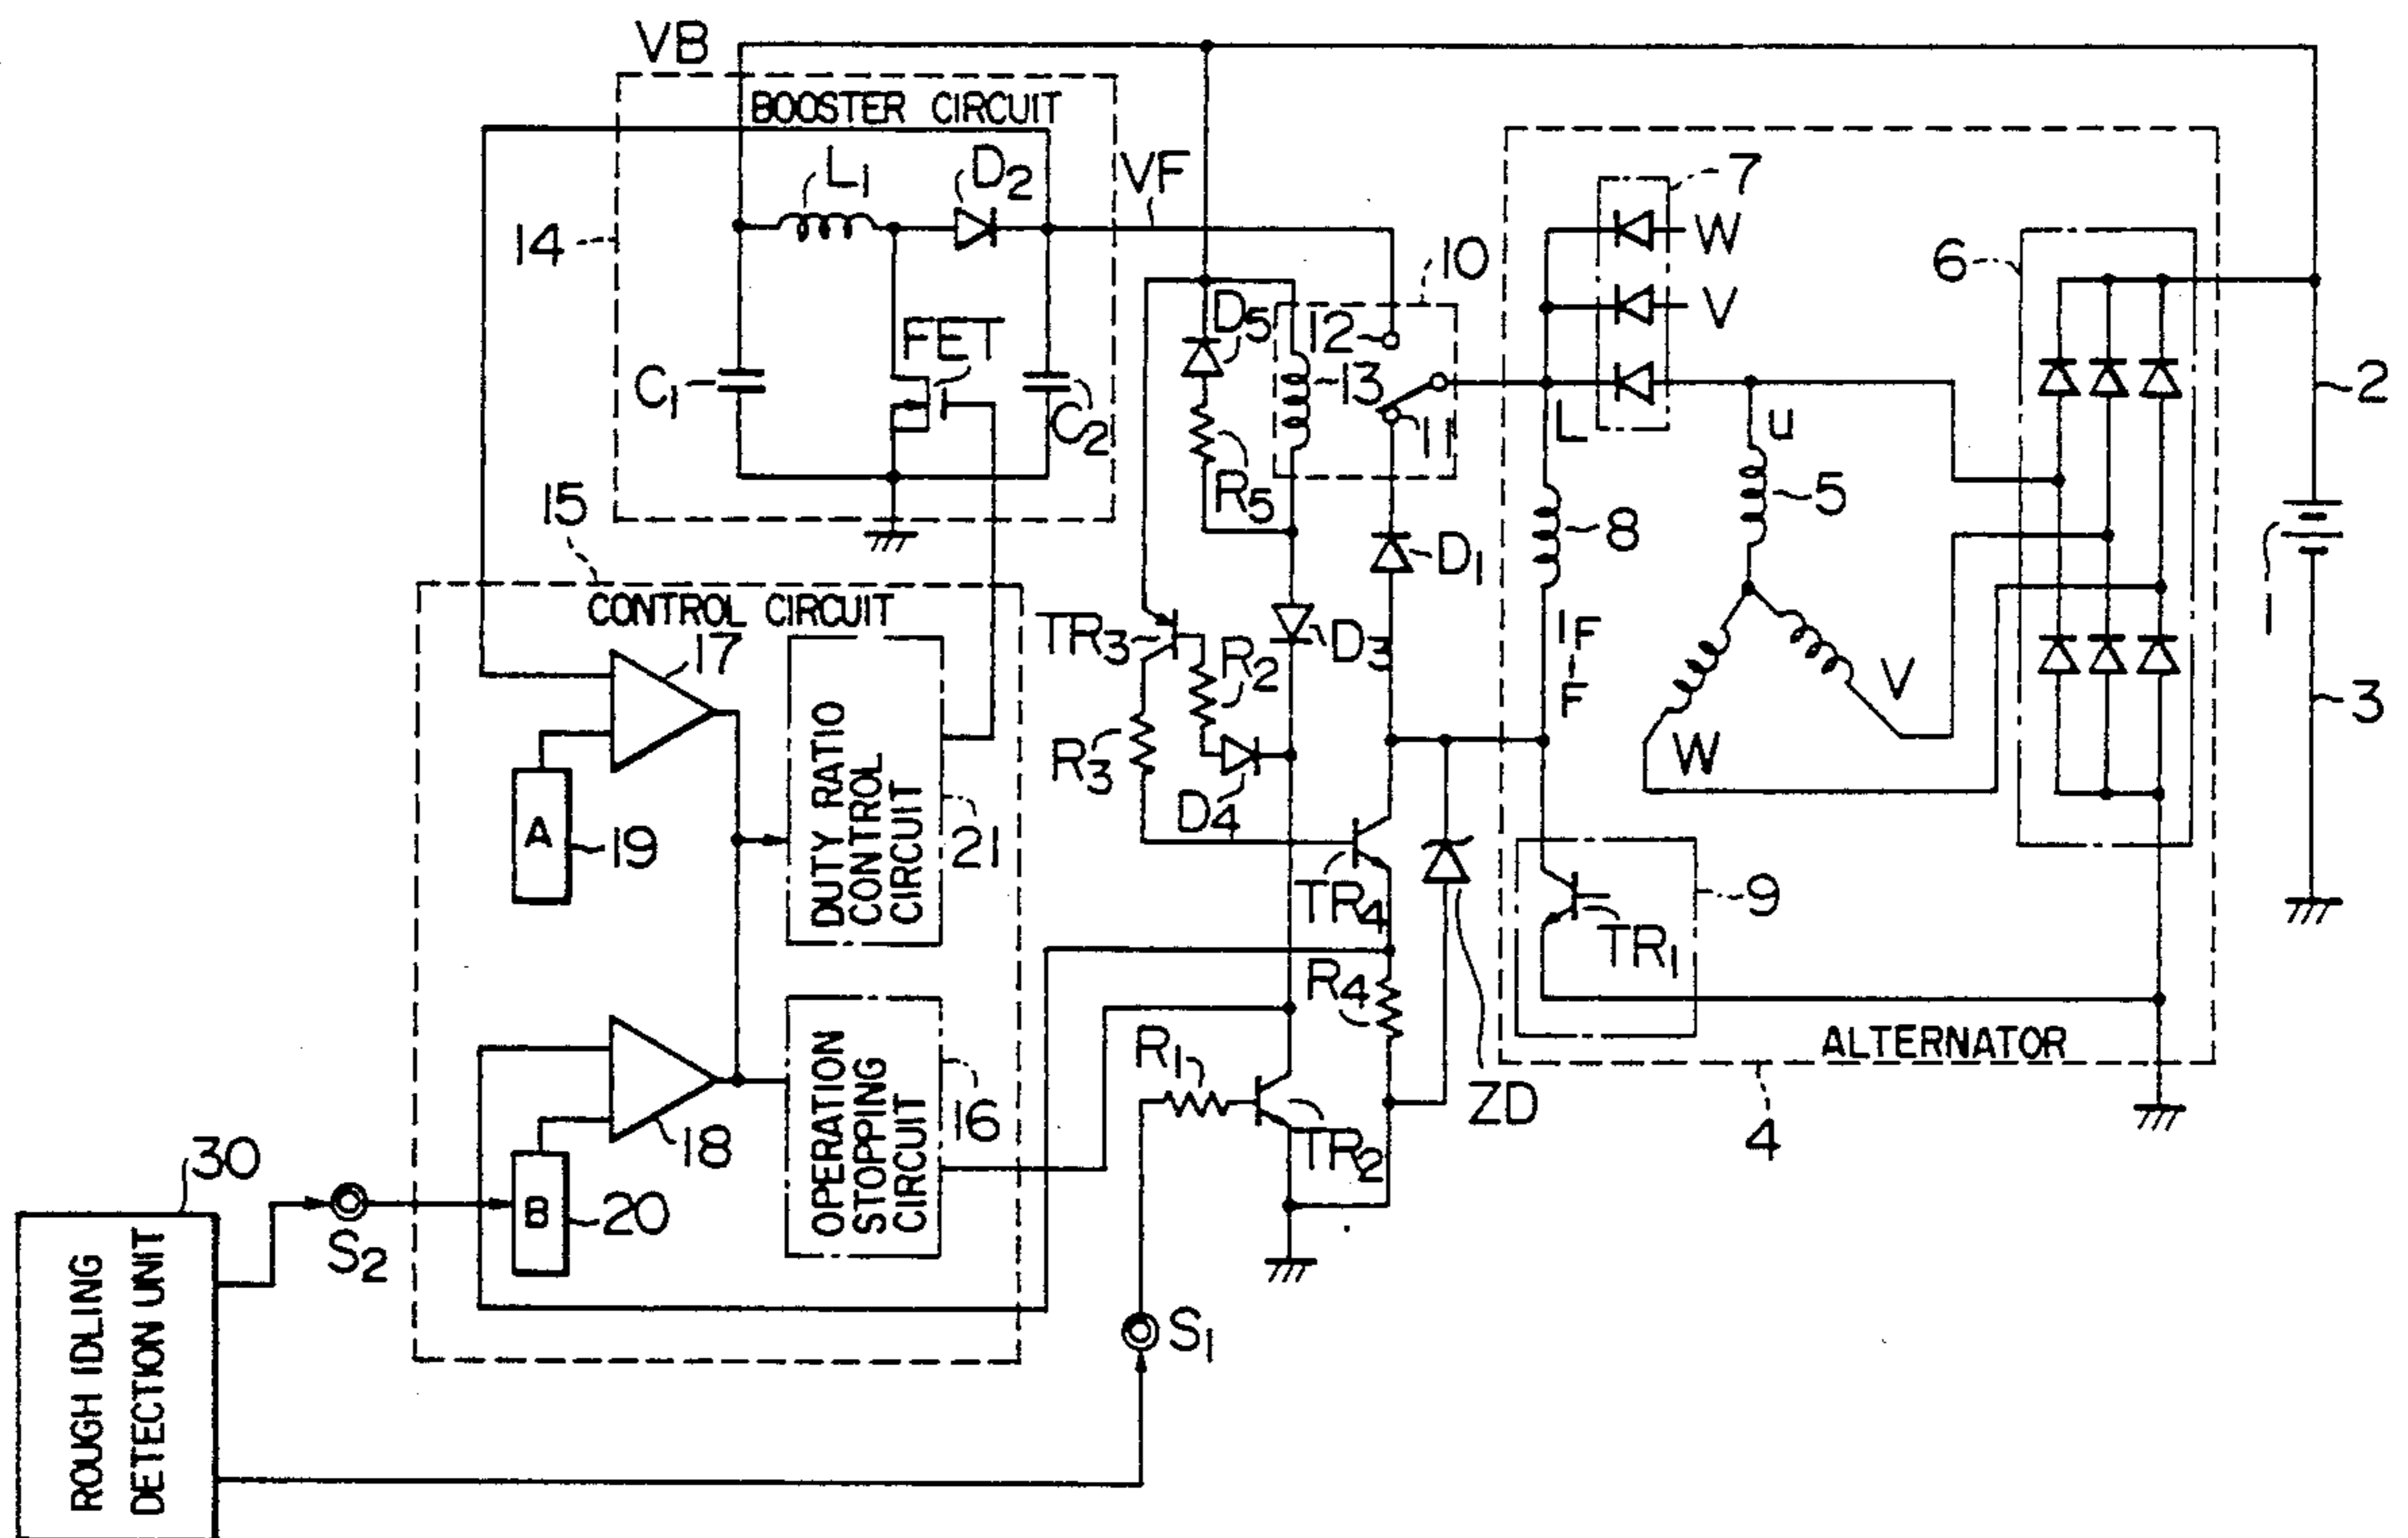 VB
BOOSTER CIRCUIT
L1
D2
VF
14
C1
FET
C2
D5
10
12
13
11
R5
7
W
V
L
u
6
2
5
8
D1
1
15
CONTROL CIRCUIT
17
TR3
R2
D3
IF
F
V
3
R3
W
D4
A
19
DUTY RATIO
CONTROL
CIRCUIT
21
TR4
9
TR1
R4
ALTERNATOR
R1
OPERATION
STOPPING
CIRCUIT
16
ZD
4
18
TR2
30
B
20
S2
ROUGH IDLING
DETECTION UNIT
S1